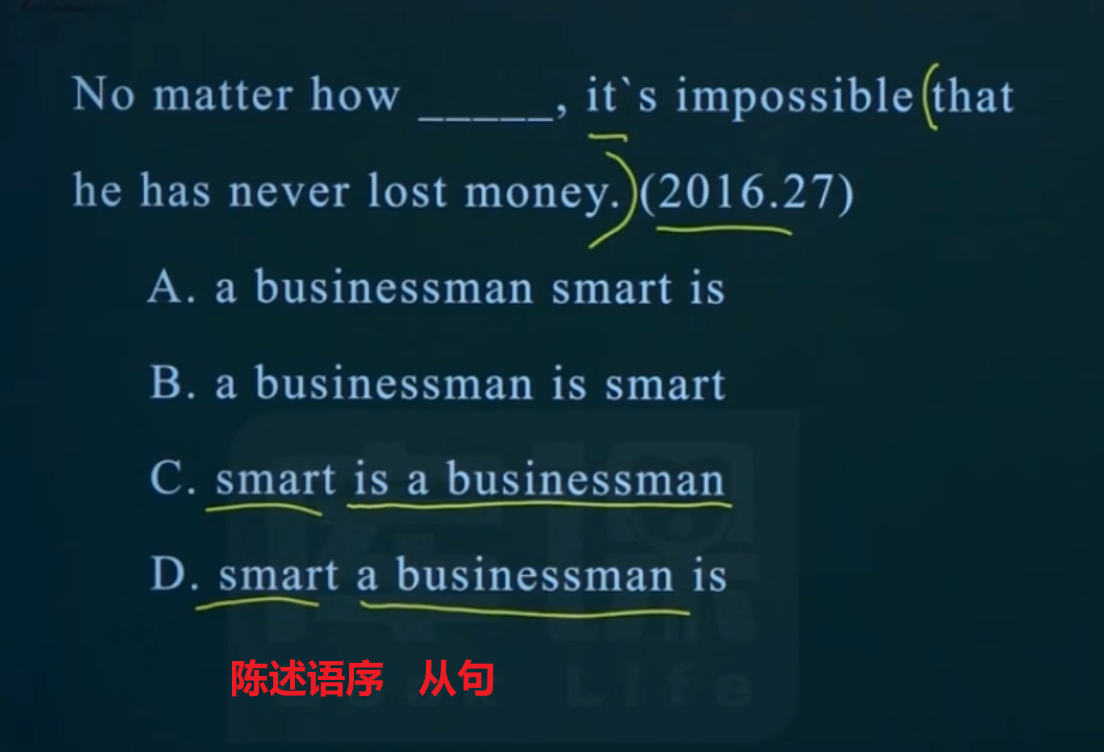 No matter how _____, it`s impossible that
he has never lost money. (2016.27)
A. a businessman smart is
B. a businessman is smart
C. smart is a businessman
D. smart a businessman is
陈述语序 从句
Life